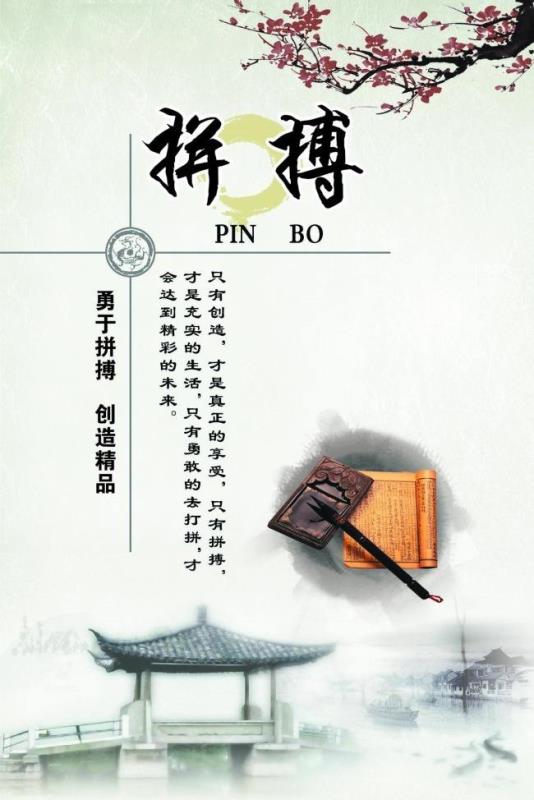 拼搏
PIN BO
只有创造，才是真正的享受，只有拼搏，
才是充实的生活，只有勇敢的去打拼，才
会达到精彩的未来。
勇于拼搏 创造精品